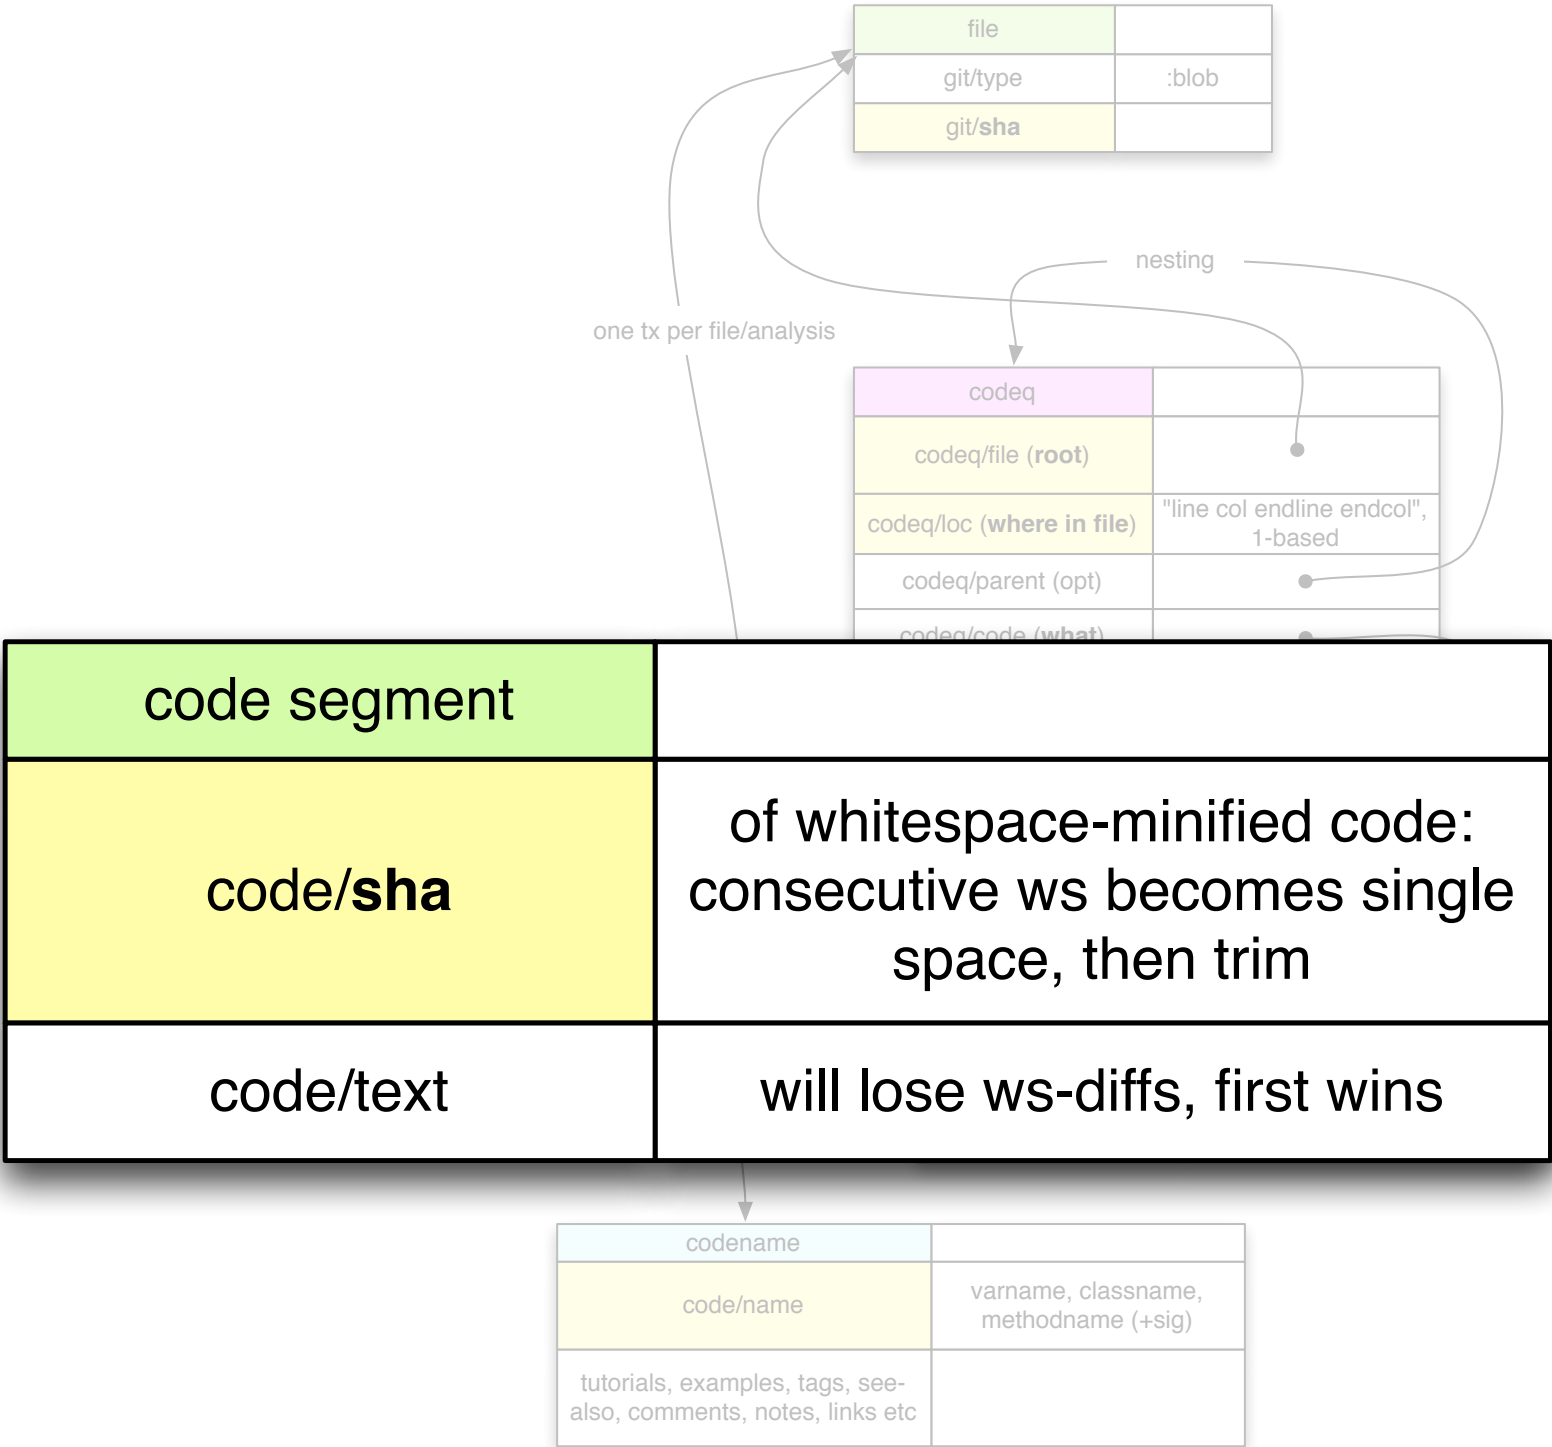 file
git/type
:blob
git/sha
nesting
one tx per file/analysis
codeq
codeq/file (root)
codeq/loc (where in file)
"line col endline endcol",
1-based
codeq/parent (opt)
codeq/code (what)
code segment
code/sha
of whitespace-minified code:
consecutive ws becomes single
space, then trim
code/text
will lose ws-diffs, first wins
codename
code/name
varname, classname,
methodname (+sig)
tutorials, examples, tags, see-
also, comments, notes, links etc